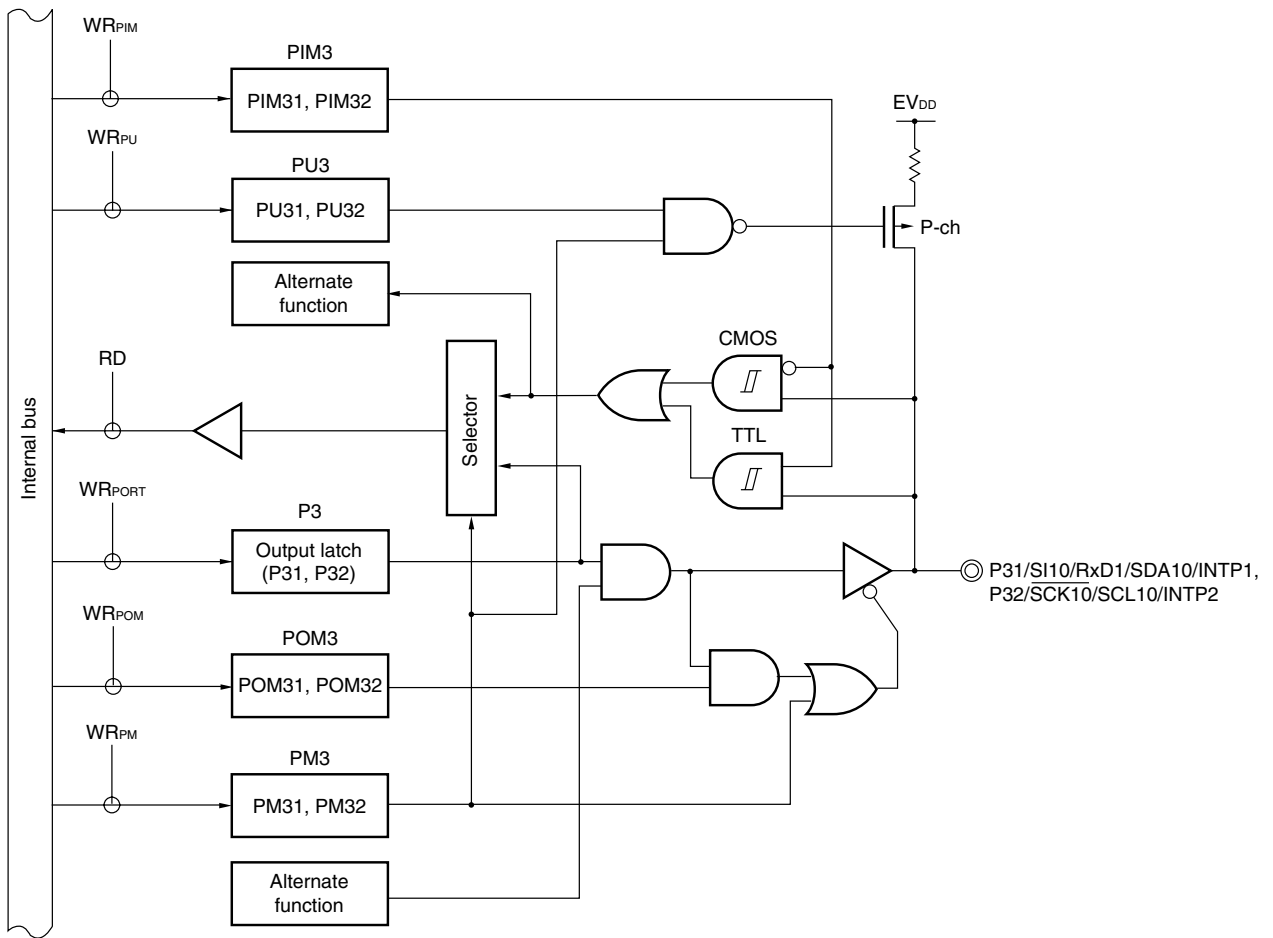 WRPIM
PIM3
PIM31, PIM32
EVDD
WRPU
PU3
PU31, PU32
P-ch
Alternate
function
CMOS
RD
Selector
TTL
Internal bus
WRPORT
P3
Output latch
(P31, P32)
P31/SI10/RxD1/SDA10/INTP1,
P32/SCK10/SCL10/INTP2
WRPOM
POM3
POM31, POM32
WRPM
PM3
PM31, PM32
Alternate
function